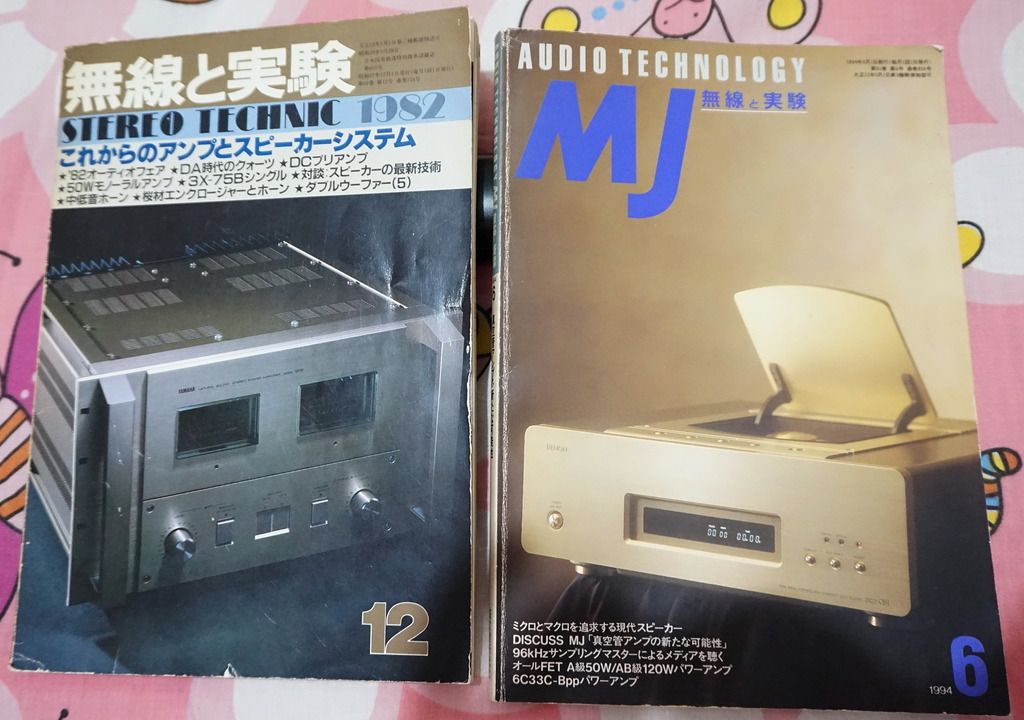 無線と実験
STEREO TECHNIC 1982
これからのアンプとスピーカーシステム
★'82オーディオフェア ★DA時代のクォーツ ★DCプリアンプ
★50Wモノーラルアンプ ★3X-75Bシングル ★対談:スピーカーの最新技術
★中低音ホーン ★桜材エンクロージャーとホーン ★ダブルウーファー(5)
YAMAHA
12
AUDIO TECHNOLOGY
MJ
無線と実験
DENON
ミクロとマクロを追求する現代スピーカー
DISCUSS MJ「真空管アンプの新たな可能性」
96kHzサンプリングマスターによるメディアを聴く
オールFET A級50W/AB級120Wパワーアンプ
6C33C-Bppパワーアンプ
1994 6